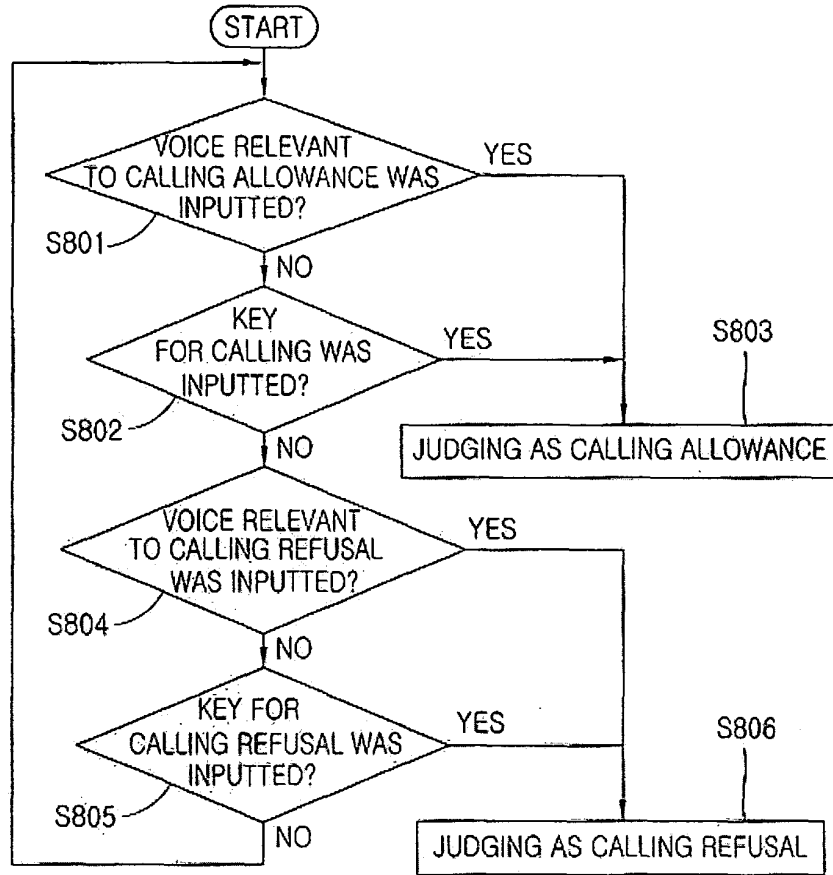 START
VOICE RELEVANT
TO CALLING ALLOWANCE WAS
INPUTTED?
YES
S801
NO
KEY
FOR CALLING WAS
INPUTTED?
YES
S803
S802
JUDGING AS CALLING ALLOWANCE
NO
VOICE RELEVANT
TO CALLING REFUSAL
WAS INPUTTED?
YES
S804
NO
KEY FOR
CALLING REFUSAL WAS
INPUTTED?
YES
S806
S805
NO
JUDGING AS CALLING REFUSAL